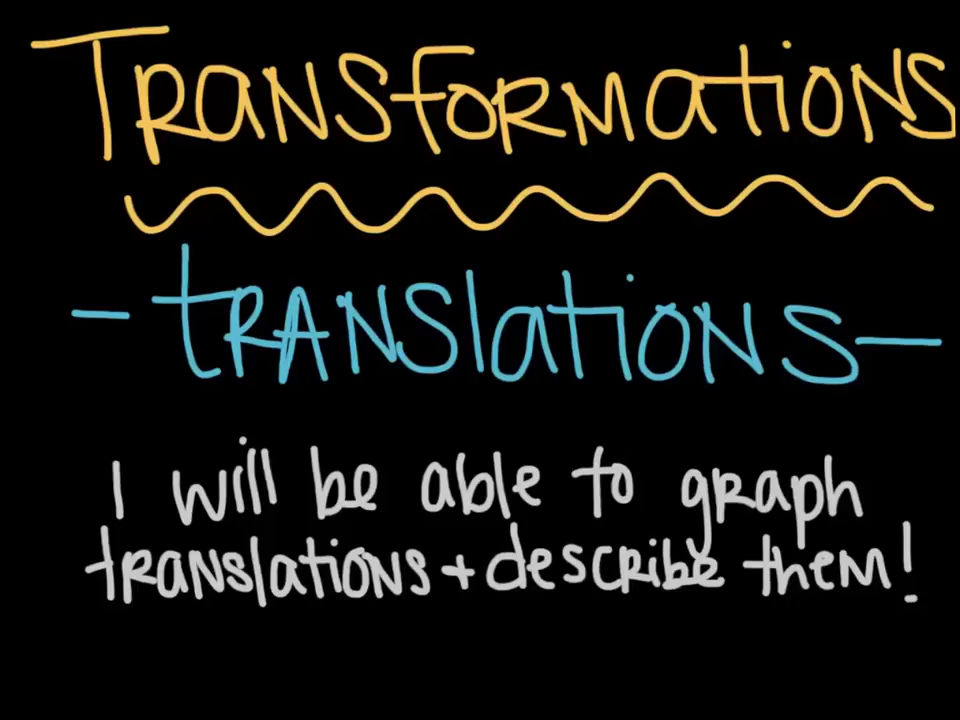 TRANSFORMATIONS
- tRANSlatioNS -
I will be able to graph
translations + describe them!